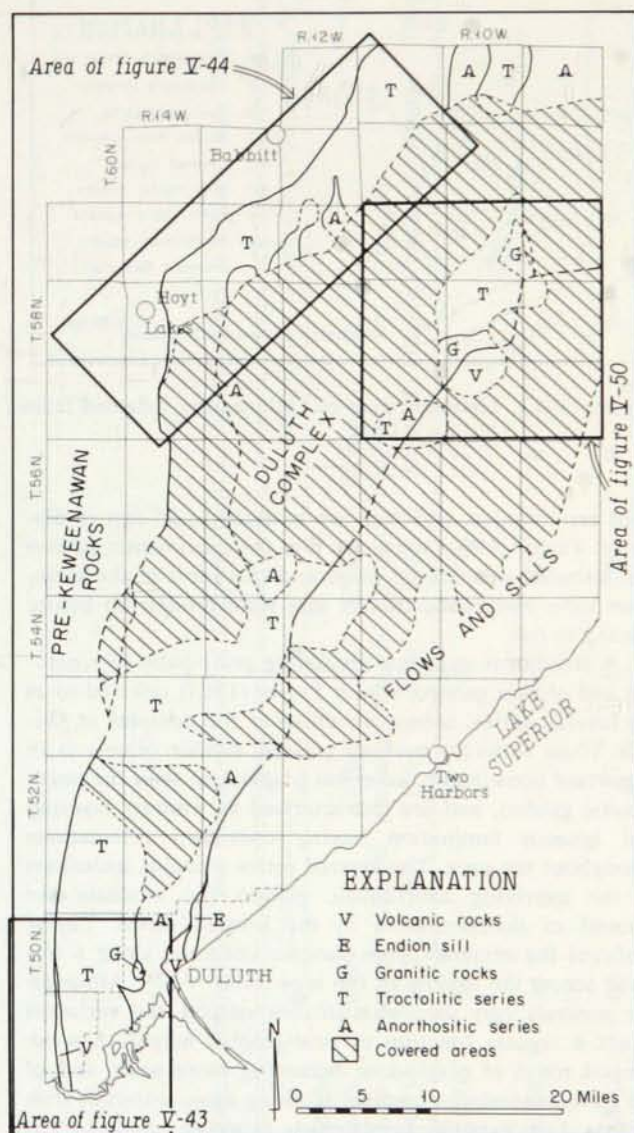 R.12W.
R.10W.
Area of figure V-44
A T A
T
R.14W
T.60N.
Babbitt
A
T
G
T
Hoyt
Lakes
T.58N.
G
V
A
T A
Area of figure V-50
DULUTH
COMPLEX
T.56N.
PRE-KEWEENAWAN
ROCKS
A
T
T.54N.
FLOWS AND SILLS
T
LAKE
SUPERIOR
A
Two
Harbors
T.52N.
T
EXPLANATION
V Volcanic rocks
E Endion sill
G Granitic rocks
T Troctolitic series
A Anorthositic series
Covered areas
A E
T.50N.
T
G
DULUTH
N
V
0 10 20 Miles
Area of figure V-43